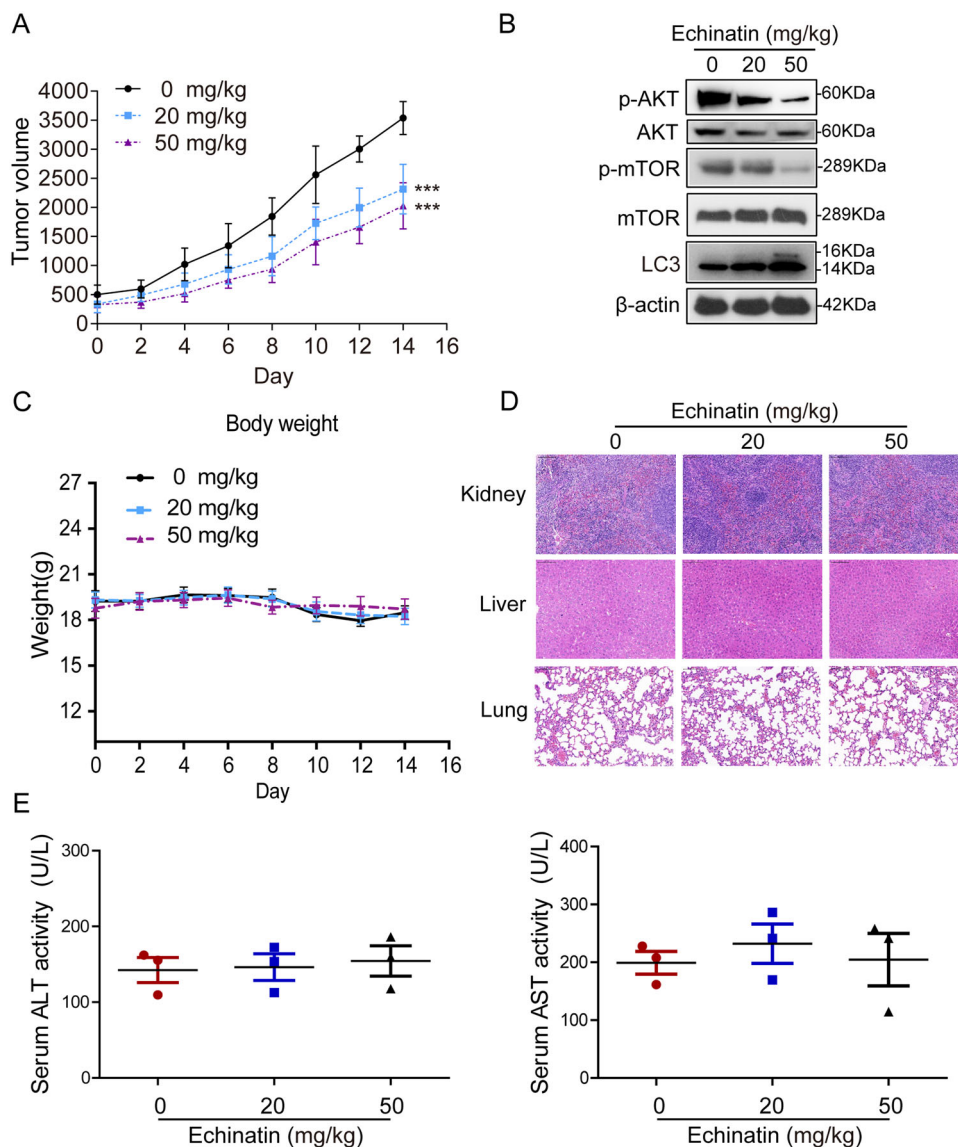 A
0 mg/kg
20 mg/kg
50 mg/kg
Tumor volume
4000
3500
3000
2500
2000
1500
1000
500
0
***
***
0 2 4 6 8 10 12 14 16
Day
B
Echinatin (mg/kg)
0 20 50
p-AKT -60KDa
AKT -60KDa
p-mTOR -289KDa
mTOR -289KDa
LC3 -16KDa
-14KDa
β-actin -42KDa
C
Body weight
0 mg/kg
20 mg/kg
50 mg/kg
Weight(g)
27
24
21
18
15
12
0 2 4 6 8 10 12 14 16
Day
D
Echinatin (mg/kg)
0 20 50
Kidney
Liver
Lung
E
Serum ALT activity (U/L)
300
200
100
0
0 20 50
Echinatin (mg/kg)
Serum AST activity (U/L)
400
300
200
100
0
0 20 50
Echinatin (mg/kg)